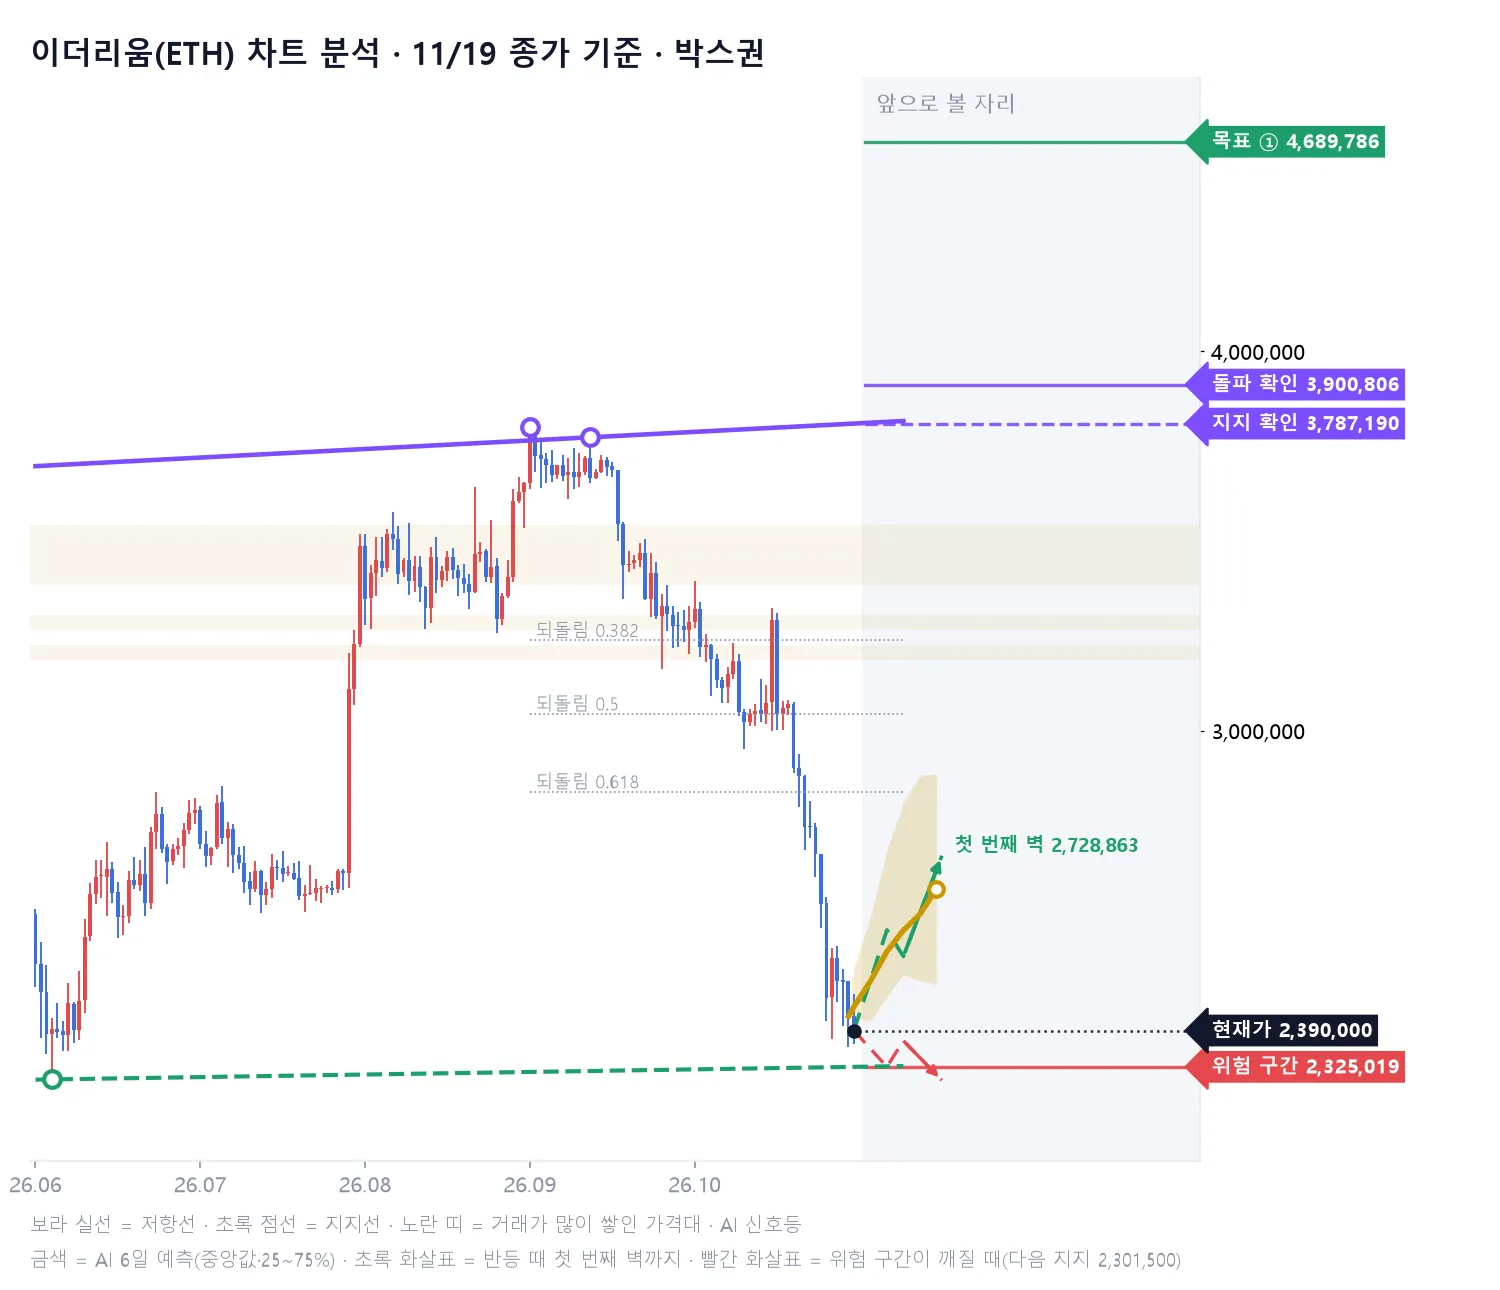 이더리움(ETH) 차트 분석 · 11/19 종가 기준 · 박스권
앞으로 볼 자리
목표 ① 4,689,786
4,000,000
돌파 확인 3,900,806
지지 확인 3,787,190
되돌림 0.382
되돌림 0.5
3,000,000
되돌림 0.618
첫 번째 벽 2,728,863
현재가 2,390,000
위험 구간 2,325,019
26.06 26.07 26.08 26.09 26.10
보라 실선 = 저항선 · 초록 점선 = 지지선 · 노란 띠 = 거래가 많이 쌓인 가격대 · AI 신호등
금색 = AI 6일 예측(중앙값·25~75%) · 초록 화살표 = 반등 때 첫 번째 벽까지 · 빨간 화살표 = 위험 구간이 깨질 때(다음 지지 2,301,500)